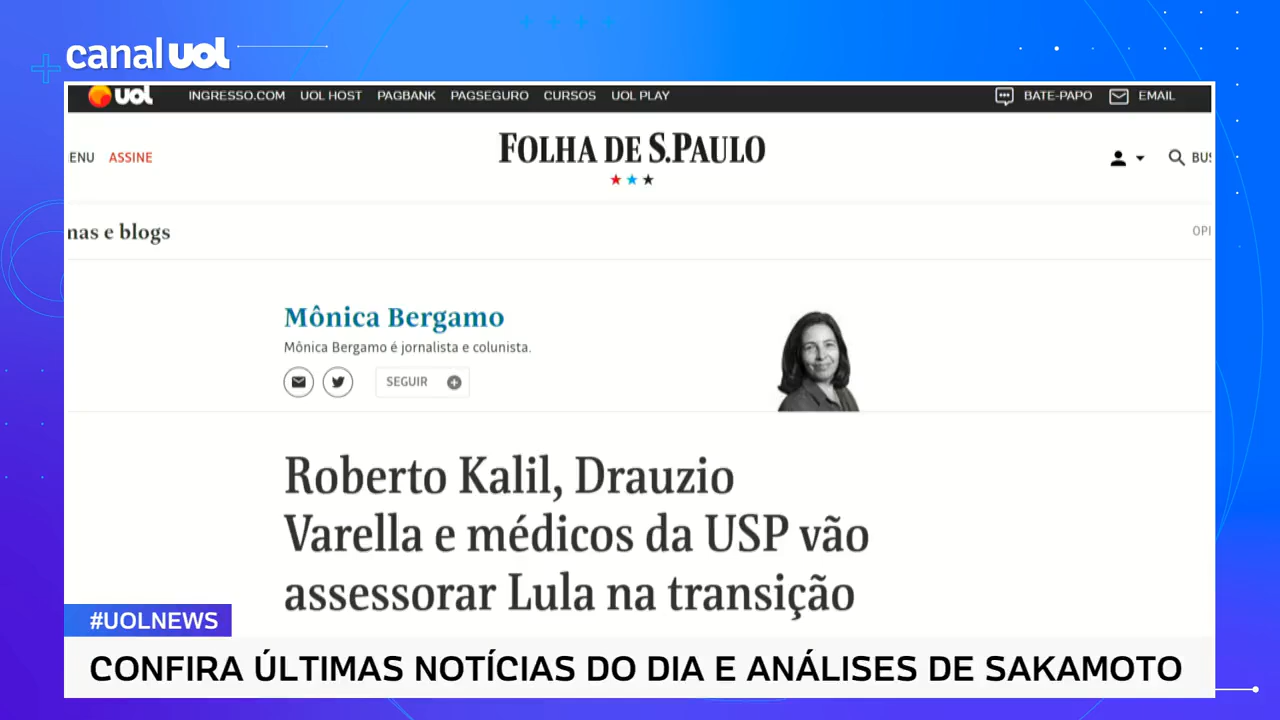 canal uol
uol INGRESSO.COM UOL HOST PAGBANK PAGSEGURO CURSOS UOL PLAY BATE-PAPO EMAIL
ENU ASSINE FOLHA DE S.PAULO BUS
nas e blogs OPI
Mônica Bergamo
Mônica Bergamo é jornalista e colunista.
SEGUIR
Roberto Kalil, Drauzio
Varella e médicos da USP vão
assessorar Lula na transição
#UOLNEWS
CONFIRA ÚLTIMAS NOTÍCIAS DO DIA E ANÁLISES DE SAKAMOTO